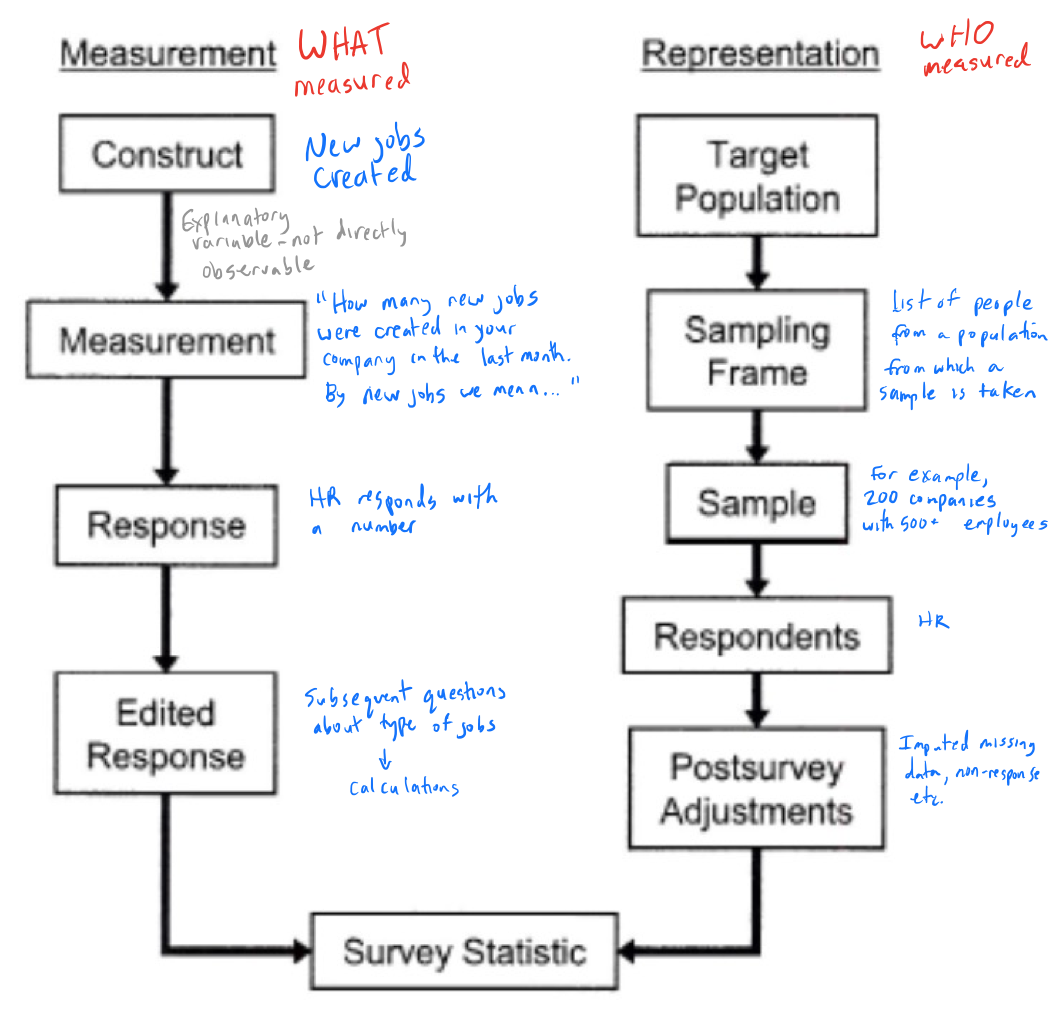 Measurement
WHAT
measured
Representation
WHO
measured
Construct
New jobs
created
Explanatory
variable - not directly
observable
Measurement
"How many new jobs
were created in your
company in the last month.
By new jobs we mean..."
Response
HR responds with
a number
Edited
Response
Subsequent questions
about type of jobs
↓
Calculations
Target
Population
Sampling
Frame
List of people
from a population
from which a
sample is taken
Sample
For example,
200 companies
with 500+ employees
Respondents
HR
Postsurvey
Adjustments
Imputed missing
data, non-response
etc.
Survey Statistic